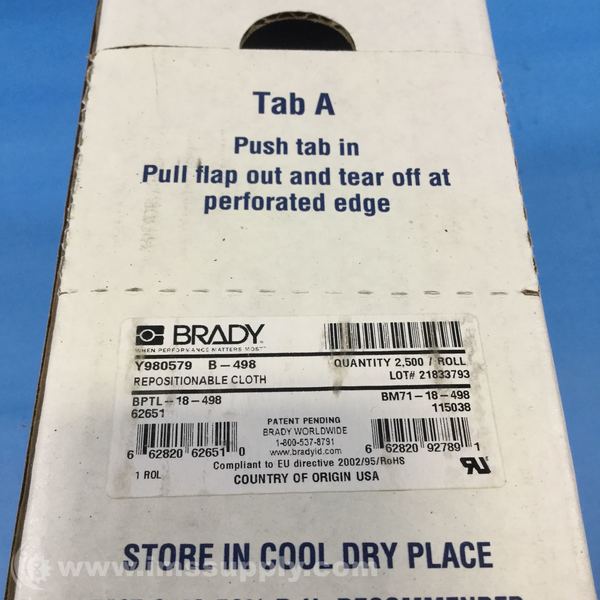 Tab A
Push tab in
Pull flap out and tear off at
perforated edge
BRADY
WHEN PERFORMANCE MATTERS MOST
Y980579 B-498 QUANTITY 2,500 / ROLL
REPOSITIONABLE CLOTH LOT# 21833793
BPTL-18-498 BM71-18-498
62651 115038
PATENT PENDING
BRADY WORLDWIDE
1-800-537-8791
www.bradyid.com
6 62820 62651 0 6 62820 92789 1
Compliant to EU directive 2002/95/RoHS
1 ROL COUNTRY OF ORIGIN USA
STORE IN COOL DRY PLACE
www.imssupply.com